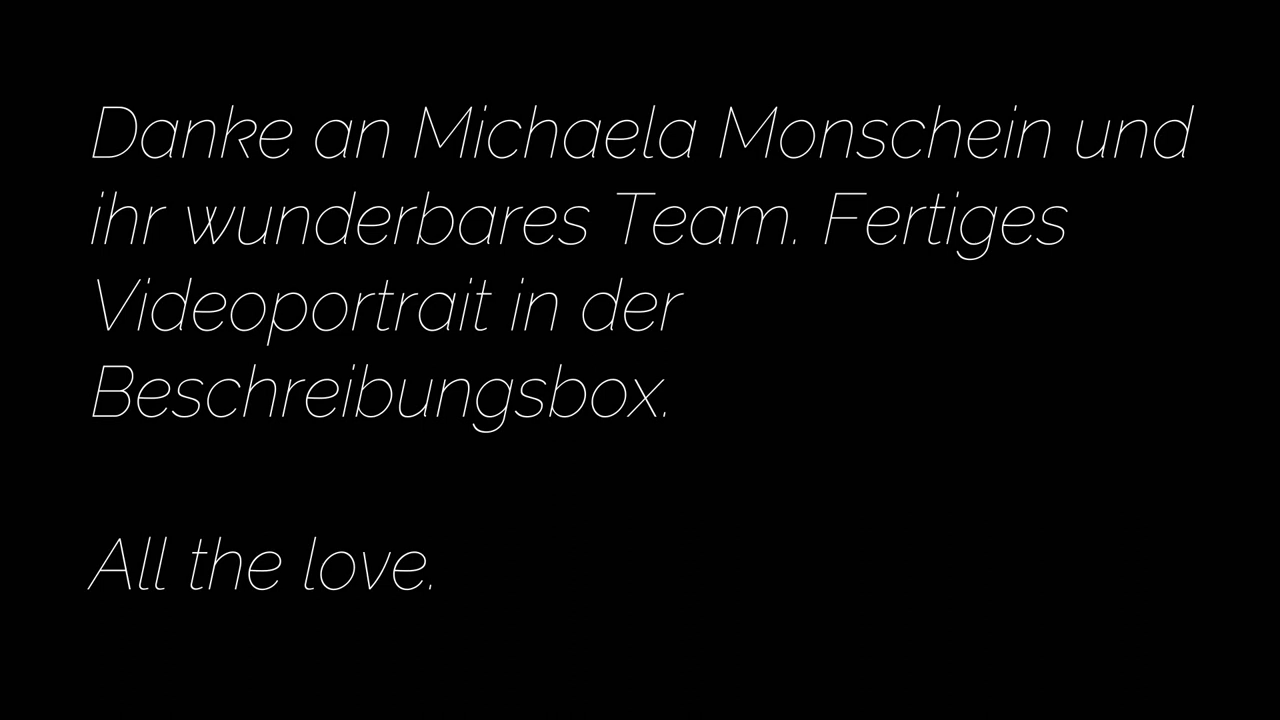 Danke an Michaela Monschein und
ihr wunderbares Team. Fertiges
Videoportrait in der
Beschreibungsbox.
All the love.